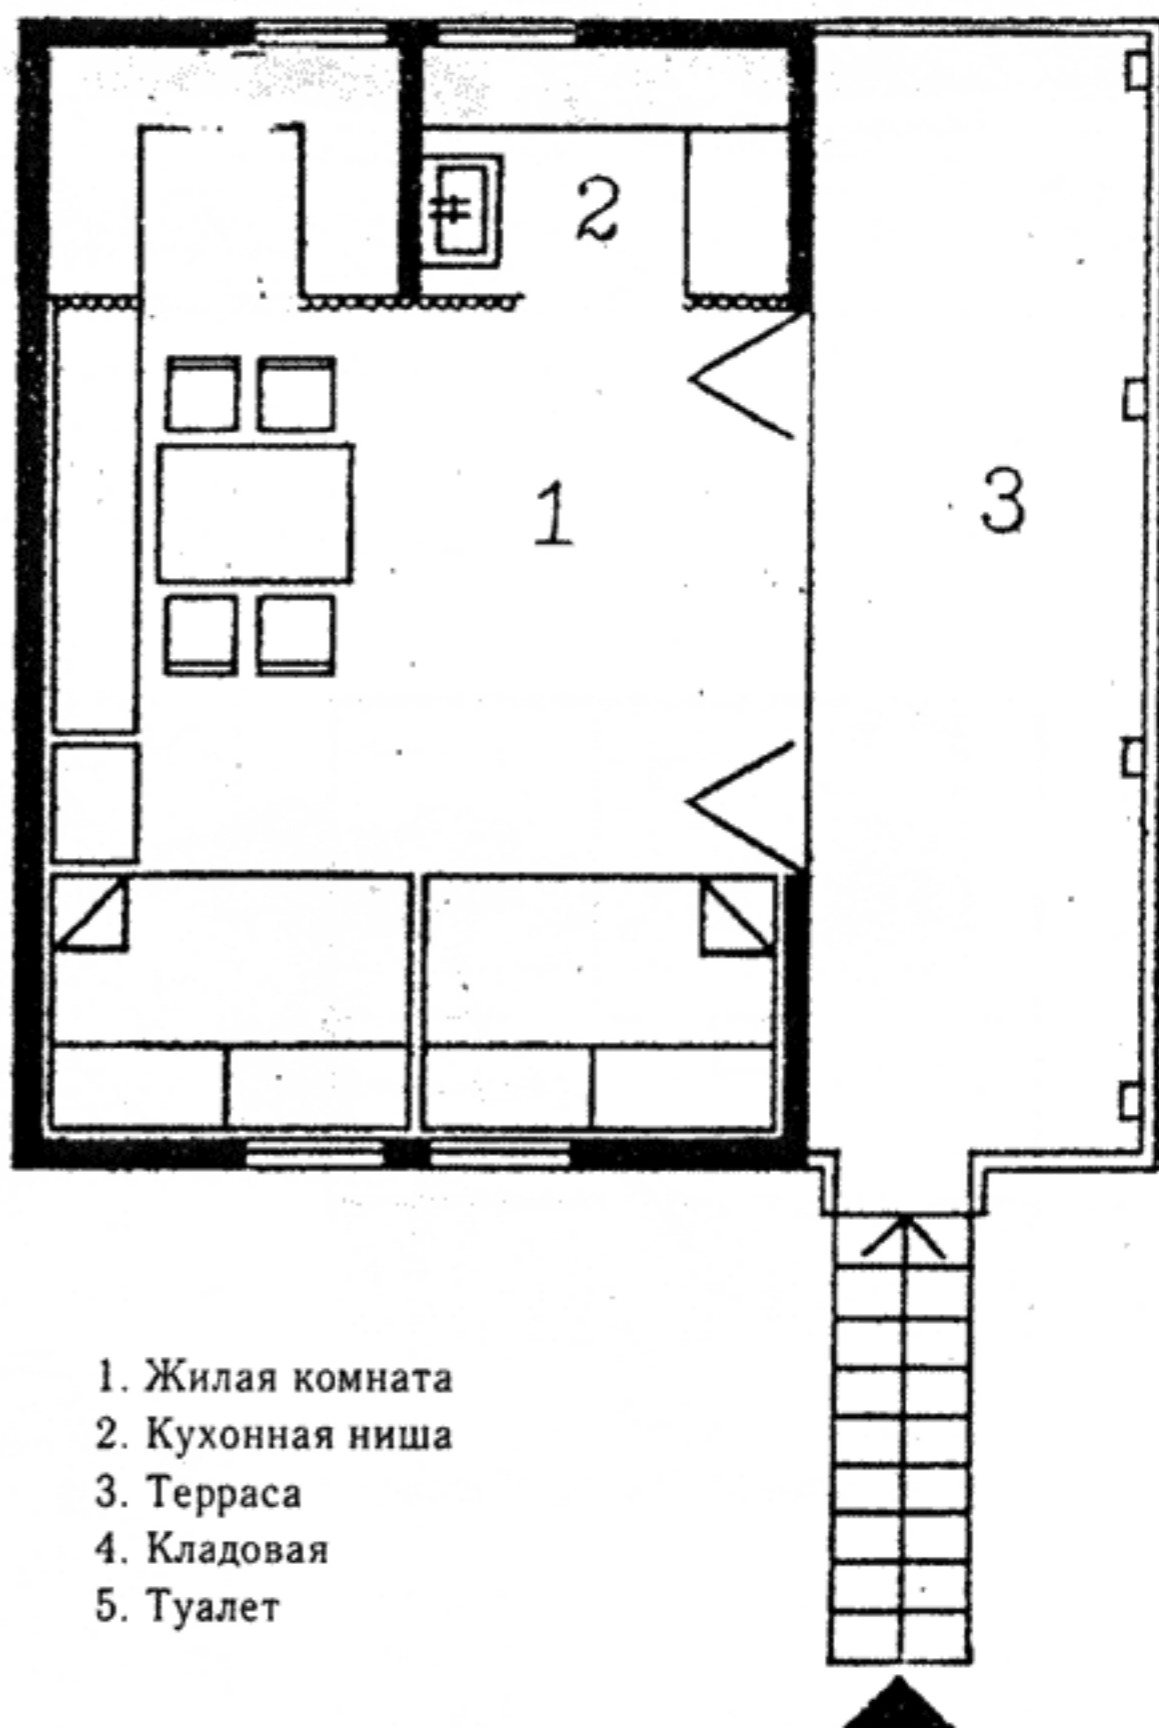 2
1
3
1. Жилая комната
2. Кухонная ниша
3. Терраса
4. Кладовая
5. Туалет